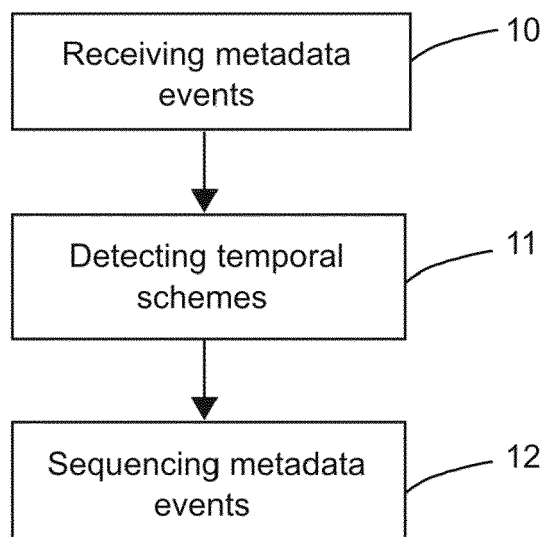 Receiving metadata
events
10
Detecting temporal
schemes
11
Sequencing metadata
events
12